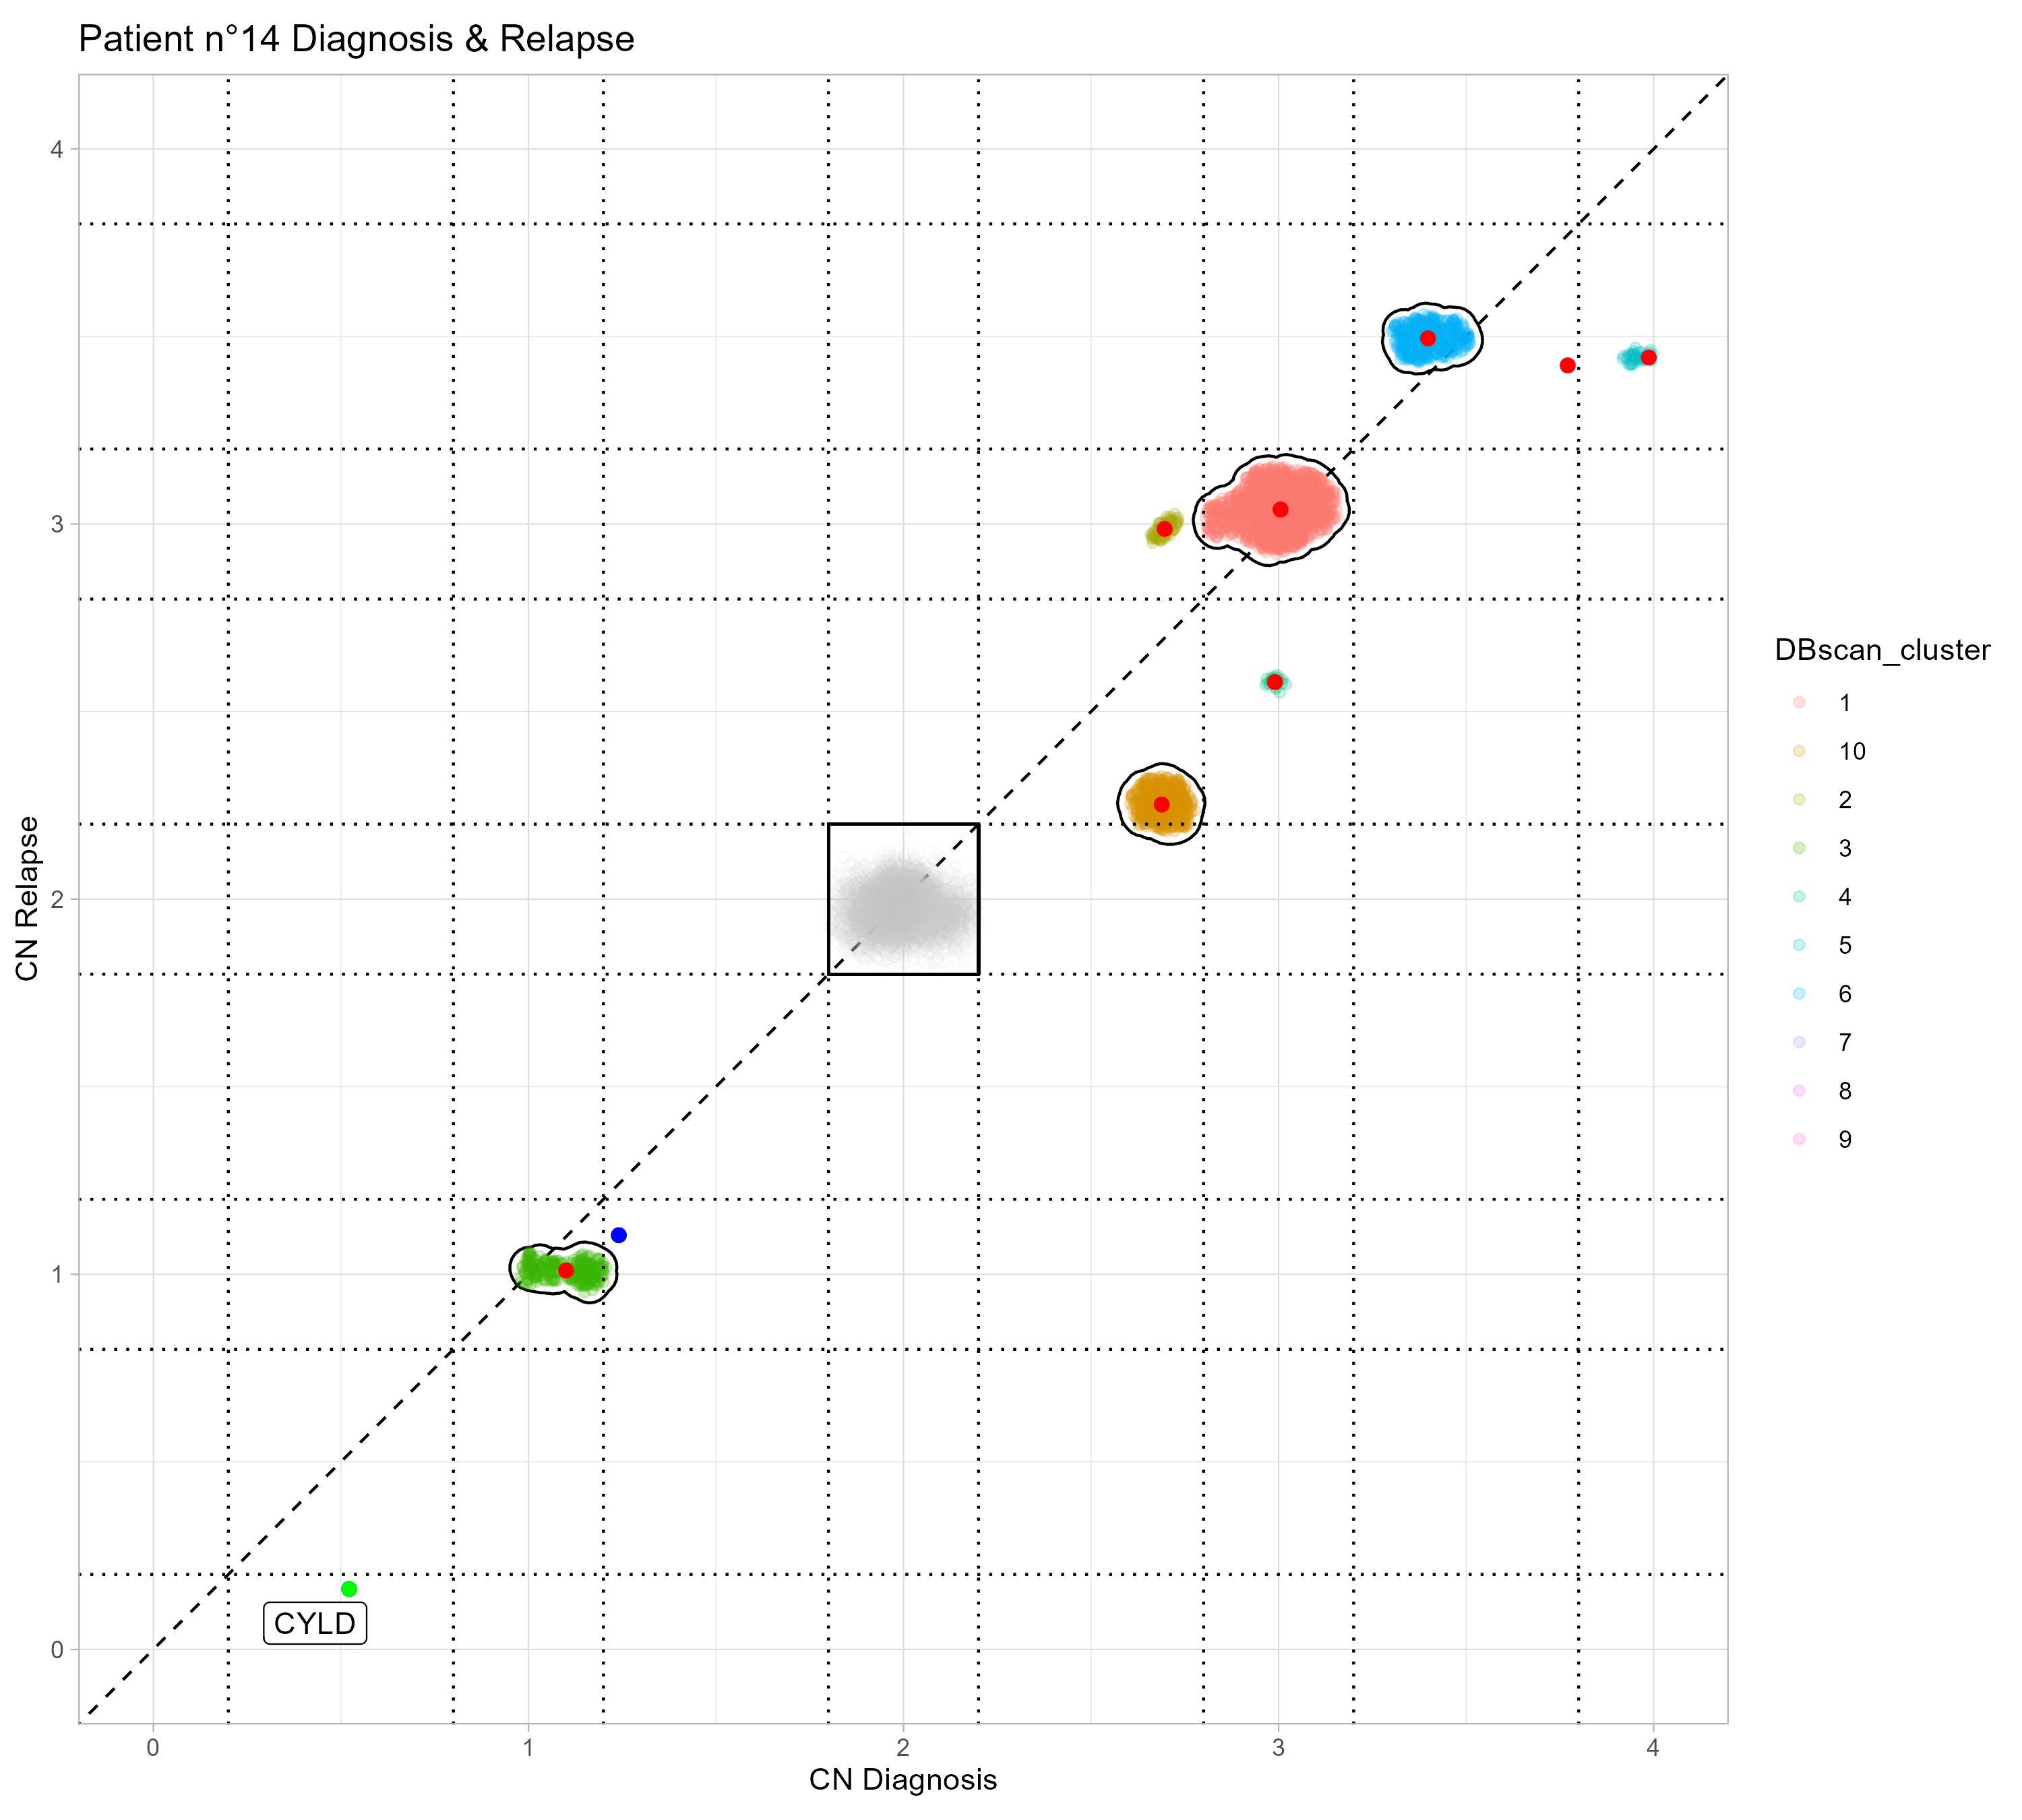 Patient n°14 Diagnosis & Relapse
CN Relapse
4
3
2
1
0
CYLD
0 1 2 3 4
CN Diagnosis
DBscan_cluster
1
10
2
3
4
5
6
7
8
9